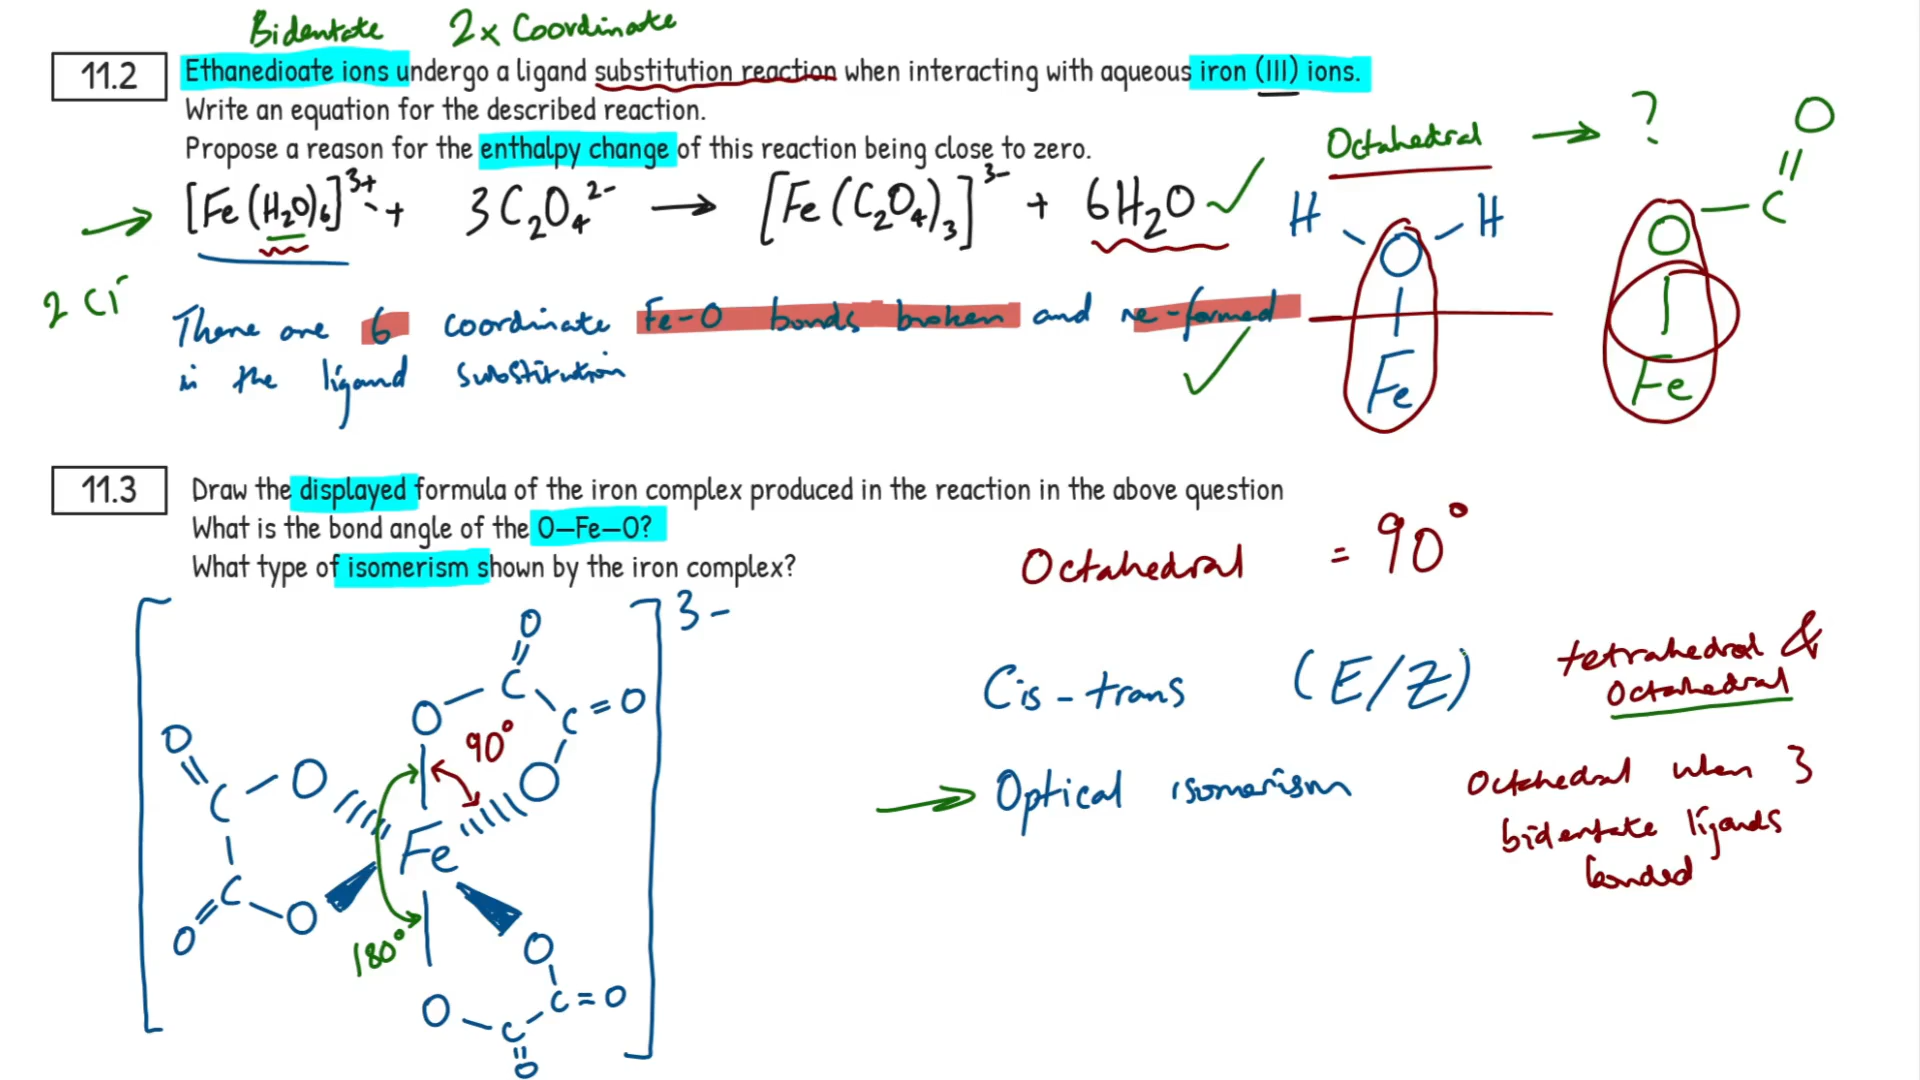 Bidentate 2x Coordinate
11.2 Ethanedioate ions undergo a ligand substitution reaction when interacting with aqueous iron (III) ions.
Write an equation for the described reaction.
Propose a reason for the enthalpy change of this reaction being close to zero.
Octahedral → ?
[Fe(H₂O)₆]³⁺ + 3C₂O₄²⁻ → [Fe(C₂O₄)₃]³⁻ + 6H₂O ✓
2 Cl⁻
There are 6 coordinate Fe-O bonds broken and re-formed
in the ligand substitution ✓
H O H
Fe
O
C
O
Fe
11.3 Draw the displayed formula of the iron complex produced in the reaction in the above question
What is the bond angle of the O–Fe–O?
What type of isomerism shown by the iron complex?
Octahedral = 90°
3-
O
O C
C = O
90°
O
O
O
C
Fe
C
O
O
180°
O
C = O
O
C
O
Cis-trans (E/Z)
tetrahedral &
Octahedral
→ Optical isomerism
Octahedral when 3
bidentate ligands
bonded